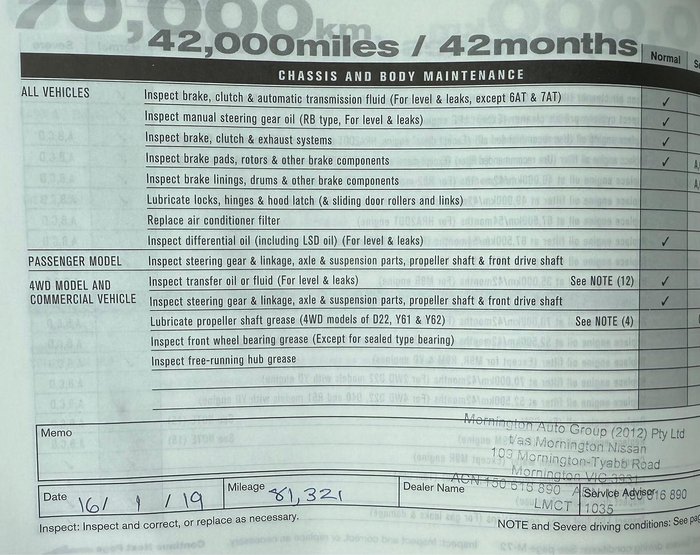 70,000km
42,000miles / 42months
Normal
CHASSIS AND BODY MAINTENANCE
ALL VEHICLES
Inspect brake, clutch & automatic transmission fluid (For level & leaks, except 6AT & 7AT) ✓
Inspect manual steering gear oil (RB type, For level & leaks) ✓
Inspect brake, clutch & exhaust systems ✓
Inspect brake pads, rotors & other brake components ✓
Inspect brake linings, drums & other brake components
Lubricate locks, hinges & hood latch (& sliding door rollers and links)
Replace air conditioner filter
Inspect differential oil (including LSD oil) (For level & leaks) ✓
PASSENGER MODEL Inspect steering gear & linkage, axle & suspension parts, propeller shaft & front drive shaft
4WD MODEL AND COMMERCIAL VEHICLE
Inspect transfer oil or fluid (For level & leaks) See NOTE (12) ✓
Inspect steering gear & linkage, axle & suspension parts, propeller shaft & front drive shaft ✓
Lubricate propeller shaft grease (4WD models of D22, Y61 & Y62) See NOTE (4)
Inspect front wheel bearing grease (Except for sealed type bearing)
Inspect free-running hub grease
Memo
Mornington Auto Group (2012) Pty Ltd
t/as Mornington Nissan
109 Mornington-Tyabb Road
Mornington VIC 3931
ACN 150 616 890
LMCT 11035
Date 16/ 1 / 19 Mileage 81,321 Dealer Name Service Advisor
Inspect: Inspect and correct, or replace as necessary.
NOTE and Severe driving conditions: See